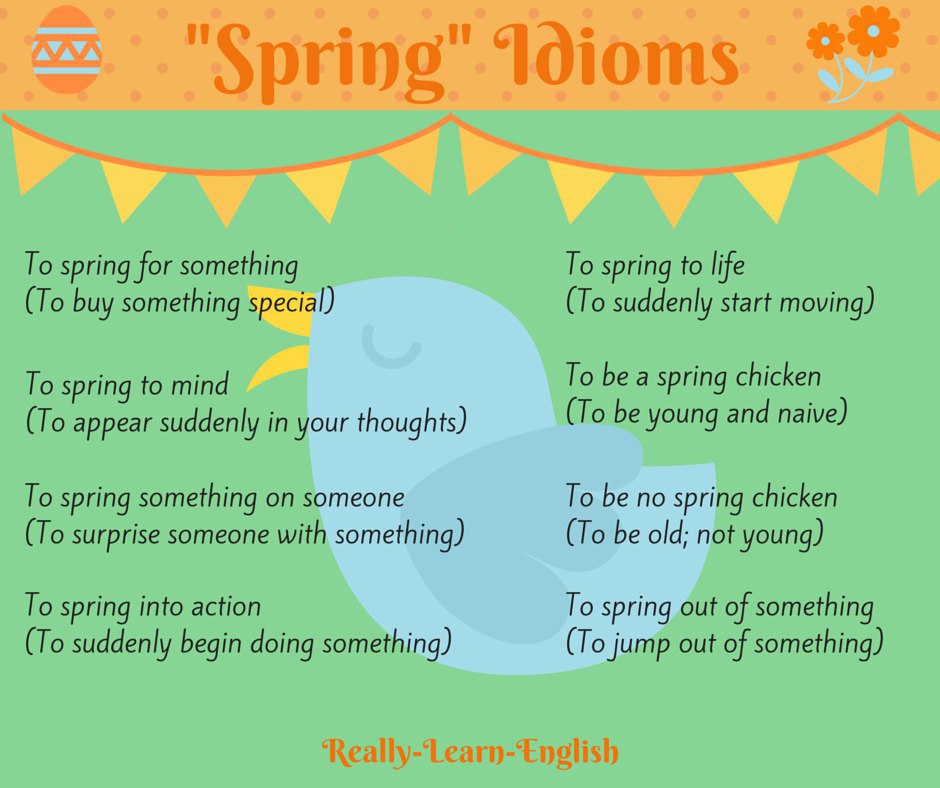 "Spring" Idioms
To spring for something
(To buy something special)
To spring to mind
(To appear suddenly in your thoughts)
To spring something on someone
(To surprise someone with something)
To spring into action
(To suddenly begin doing something)
To spring to life
(To suddenly start moving)
To be a spring chicken
(To be young and naive)
To be no spring chicken
(To be old; not young)
To spring out of something
(To jump out of something)
Really-Learn-English